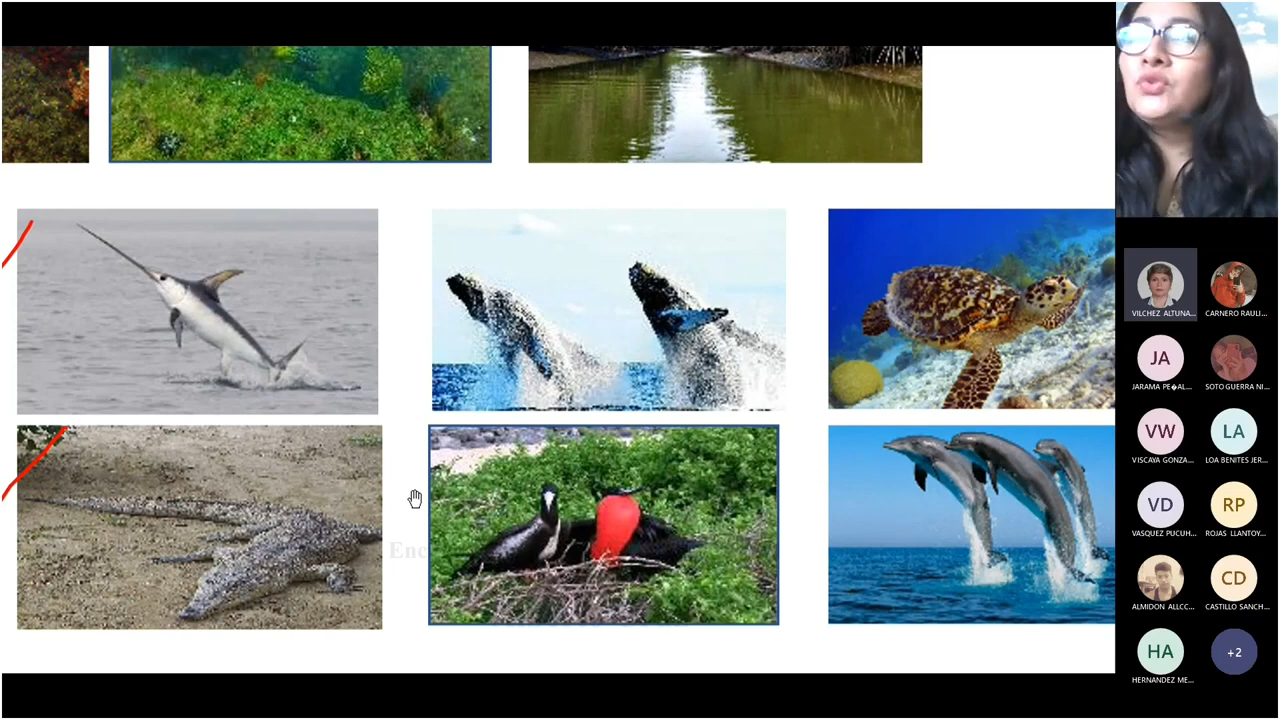 Enc
VILCHEZ ALTUNA...
CARNERO RAULI...
JA
JARAMA PE�AL...
SOTO GUERRA NI...
VW
VISCAYA GONZA...
LA
LOA BENITES JER...
VD
VASQUEZ PUCUH...
RP
ROJAS LLANTOY...
ALMIDON ALLCC...
CD
CASTILLO SANCH...
HA
HERNANDEZ ME...
+2